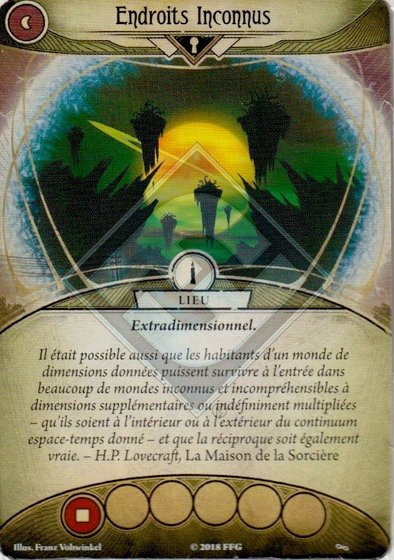 Endroits Inconnus
LIEU
Extradimensionnel.
Il était possible aussi que les habitants d'un monde de
dimensions données puissent survivre à l'entrée dans
beaucoup de mondes inconnus et incompréhensibles à
dimensions supplémentaires ou indéfiniment multipliées
– qu'ils soient à l'intérieur ou à l'extérieur du continuum
espace-temps donné – et que la réciproque soit également
vraie. – H.P. Lovecraft, La Maison de la Sorcière
Illus. Franz Vohwinkel
© 2018 FFG